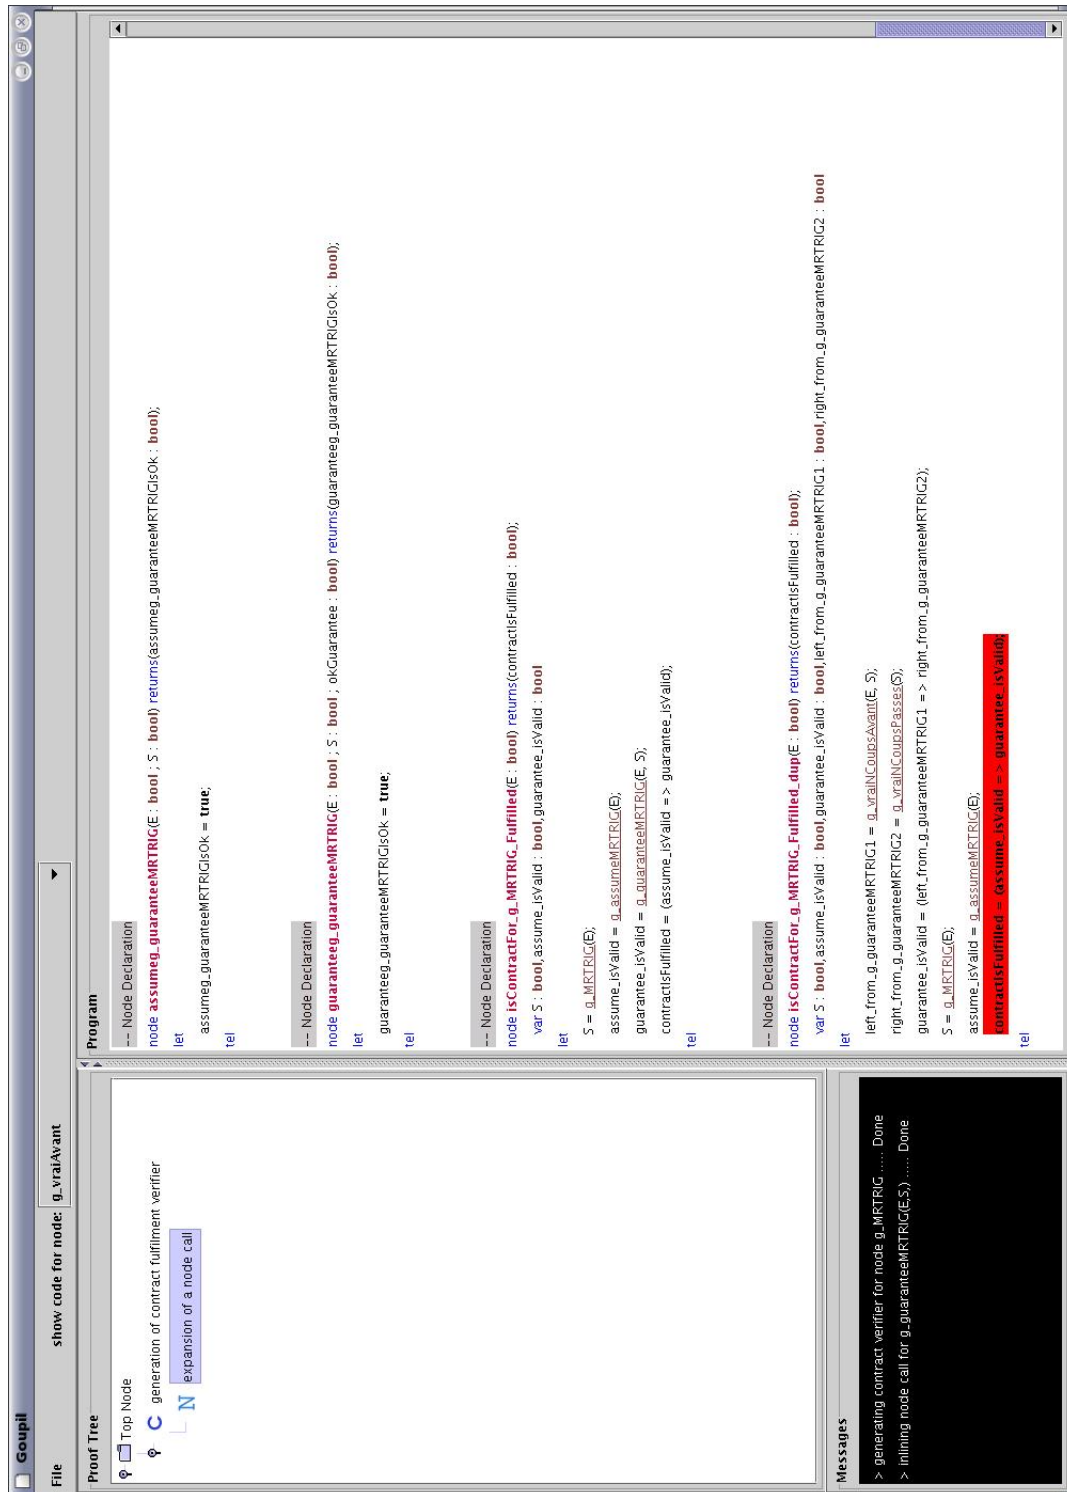 Goupil
File show code for node: g_vraiAvant
Proof Tree
Top Node
C generation of contract fulfilment verifier
N expansion of a node call
Messages
> generating contract verifier for node g_MRTRIG ..... Done
> inlining node call for g_guaranteeMRTRIG(E,S,) ..... Done
Program
-- Node Declaration
node assumeg_guaranteeMRTRIG(E : bool ; S : bool) returns(assumeg_guaranteeMRTRIGIsOk : bool);
let
assumeg_guaranteeMRTRIGIsOk = true;
tel
-- Node Declaration
node guaranteeg_guaranteeMRTRIG(E : bool ; S : bool ; okGuarantee : bool) returns(guaranteeg_guaranteeMRTRIGIsOk : bool);
let
guaranteeg_guaranteeMRTRIGIsOk = true;
tel
-- Node Declaration
node isContractFor_g_MRTRIG_Fulfilled(E : bool) returns(contractIsFulfilled : bool);
var S : bool,assume_isValid : bool,guarantee_isValid : bool
let
S = g_MRTRIG(E);
assume_isValid = g_assumeMRTRIG(E);
guarantee_isValid = g_guaranteeMRTRIG(E, S);
contractIsFulfilled = (assume_isValid => guarantee_isValid);
tel
-- Node Declaration
node isContractFor_g_MRTRIG_Fulfilled_dup(E : bool) returns(contractIsFulfilled : bool);
var S : bool,assume_isValid : bool,guarantee_isValid : bool,left_from_g_guaranteeMRTRIG1 : bool,right_from_g_guaranteeMRTRIG2 : bool
let
left_from_g_guaranteeMRTRIG1 = g_vraiNCoupsAvant(E, S);
right_from_g_guaranteeMRTRIG2 = g_vraiNCoupsPasses(S);
guarantee_isValid = (left_from_g_guaranteeMRTRIG1 => right_from_g_guaranteeMRTRIG2);
S = g_MRTRIG(E);
assume_isValid = g_assumeMRTRIG(E);
contractIsFulfilled = (assume_isValid => guarantee_isValid);
tel